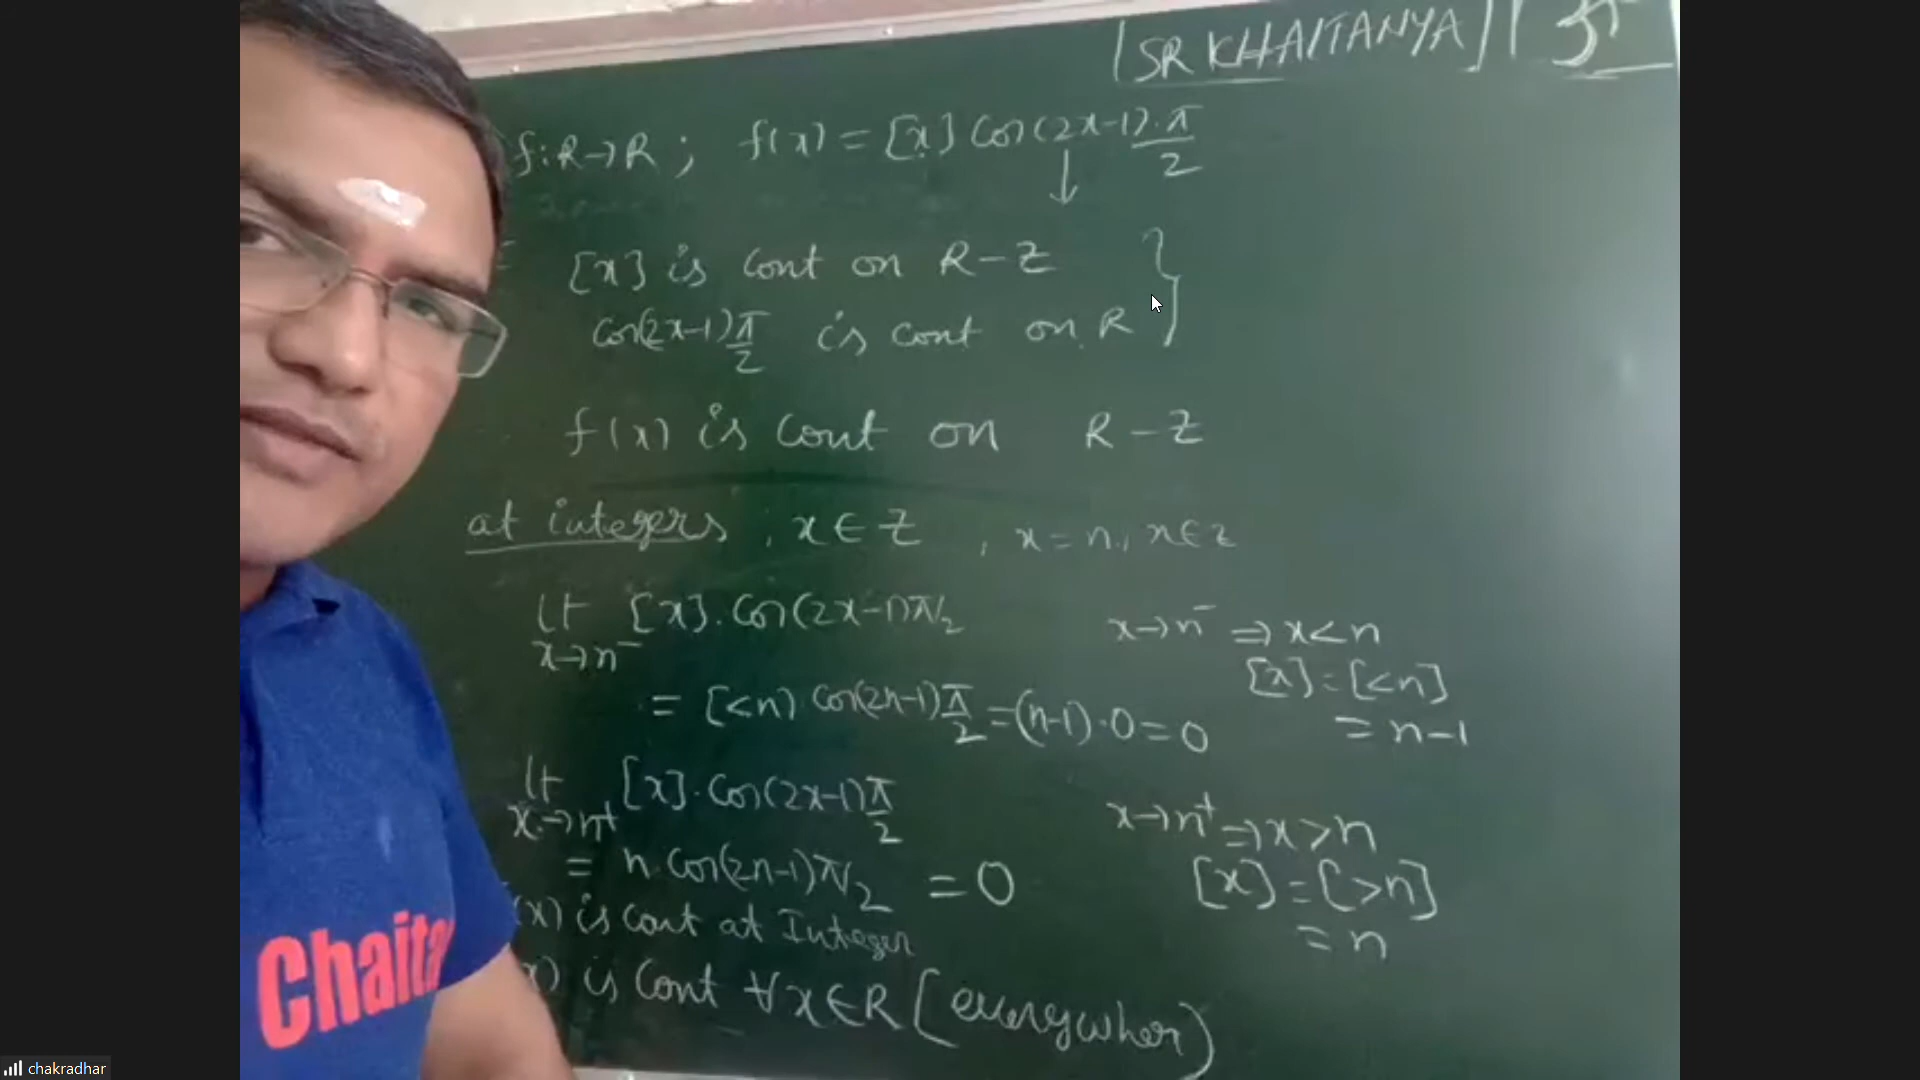 [SR KHAITANYA]
f:R→R ; f(x) = [x] Cos(2x-1).π/2
↓
[x] is cont on R-Z }
Cos(2x-1)π/2 is cont on R
f(x) is cont on R-Z
at integers ; x∈Z , x=n, n∈Z
lt x→n⁻ [x].Cos(2x-1)π/2
x→n⁻ ⇒ x<n
[x]=[<n]
= n-1
= [<n) Cos(2n-1)π/2 = (n-1).0 = 0
lt x→n⁺ [x].Cos(2x-1)π/2
x→n⁺ ⇒ x>n
[x]=[>n]
= n
= n.Cos(2n-1)π/2 = 0
(x) is cont at Integer
x) is cont ∀x∈R (everywher)
Chaita
chakradhar